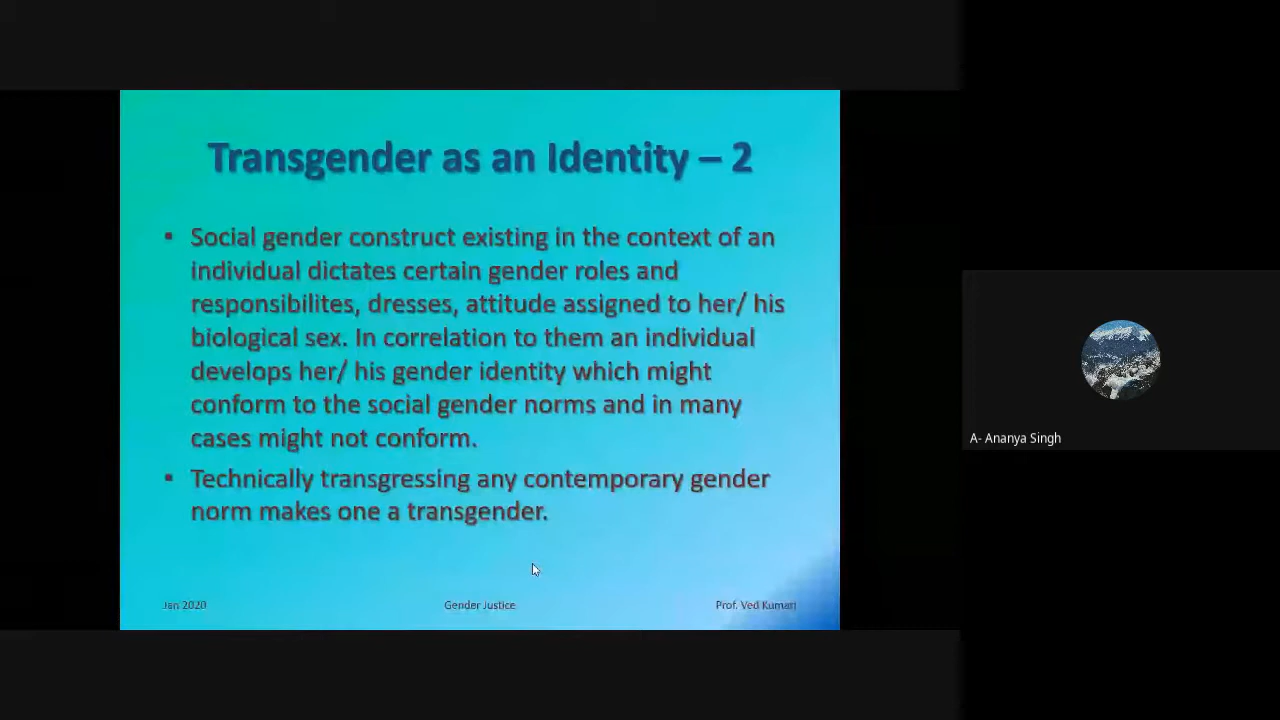 Transgender as an Identity – 2
▪ Social gender construct existing in the context of an
individual dictates certain gender roles and
responsibilites, dresses, attitude assigned to her/ his
biological sex. In correlation to them an individual
develops her/ his gender identity which might
conform to the social gender norms and in many
cases might not conform.
▪ Technically transgressing any contemporary gender
norm makes one a transgender.
Jan 2020 Gender Justice Prof. Ved Kumari
A- Ananya Singh